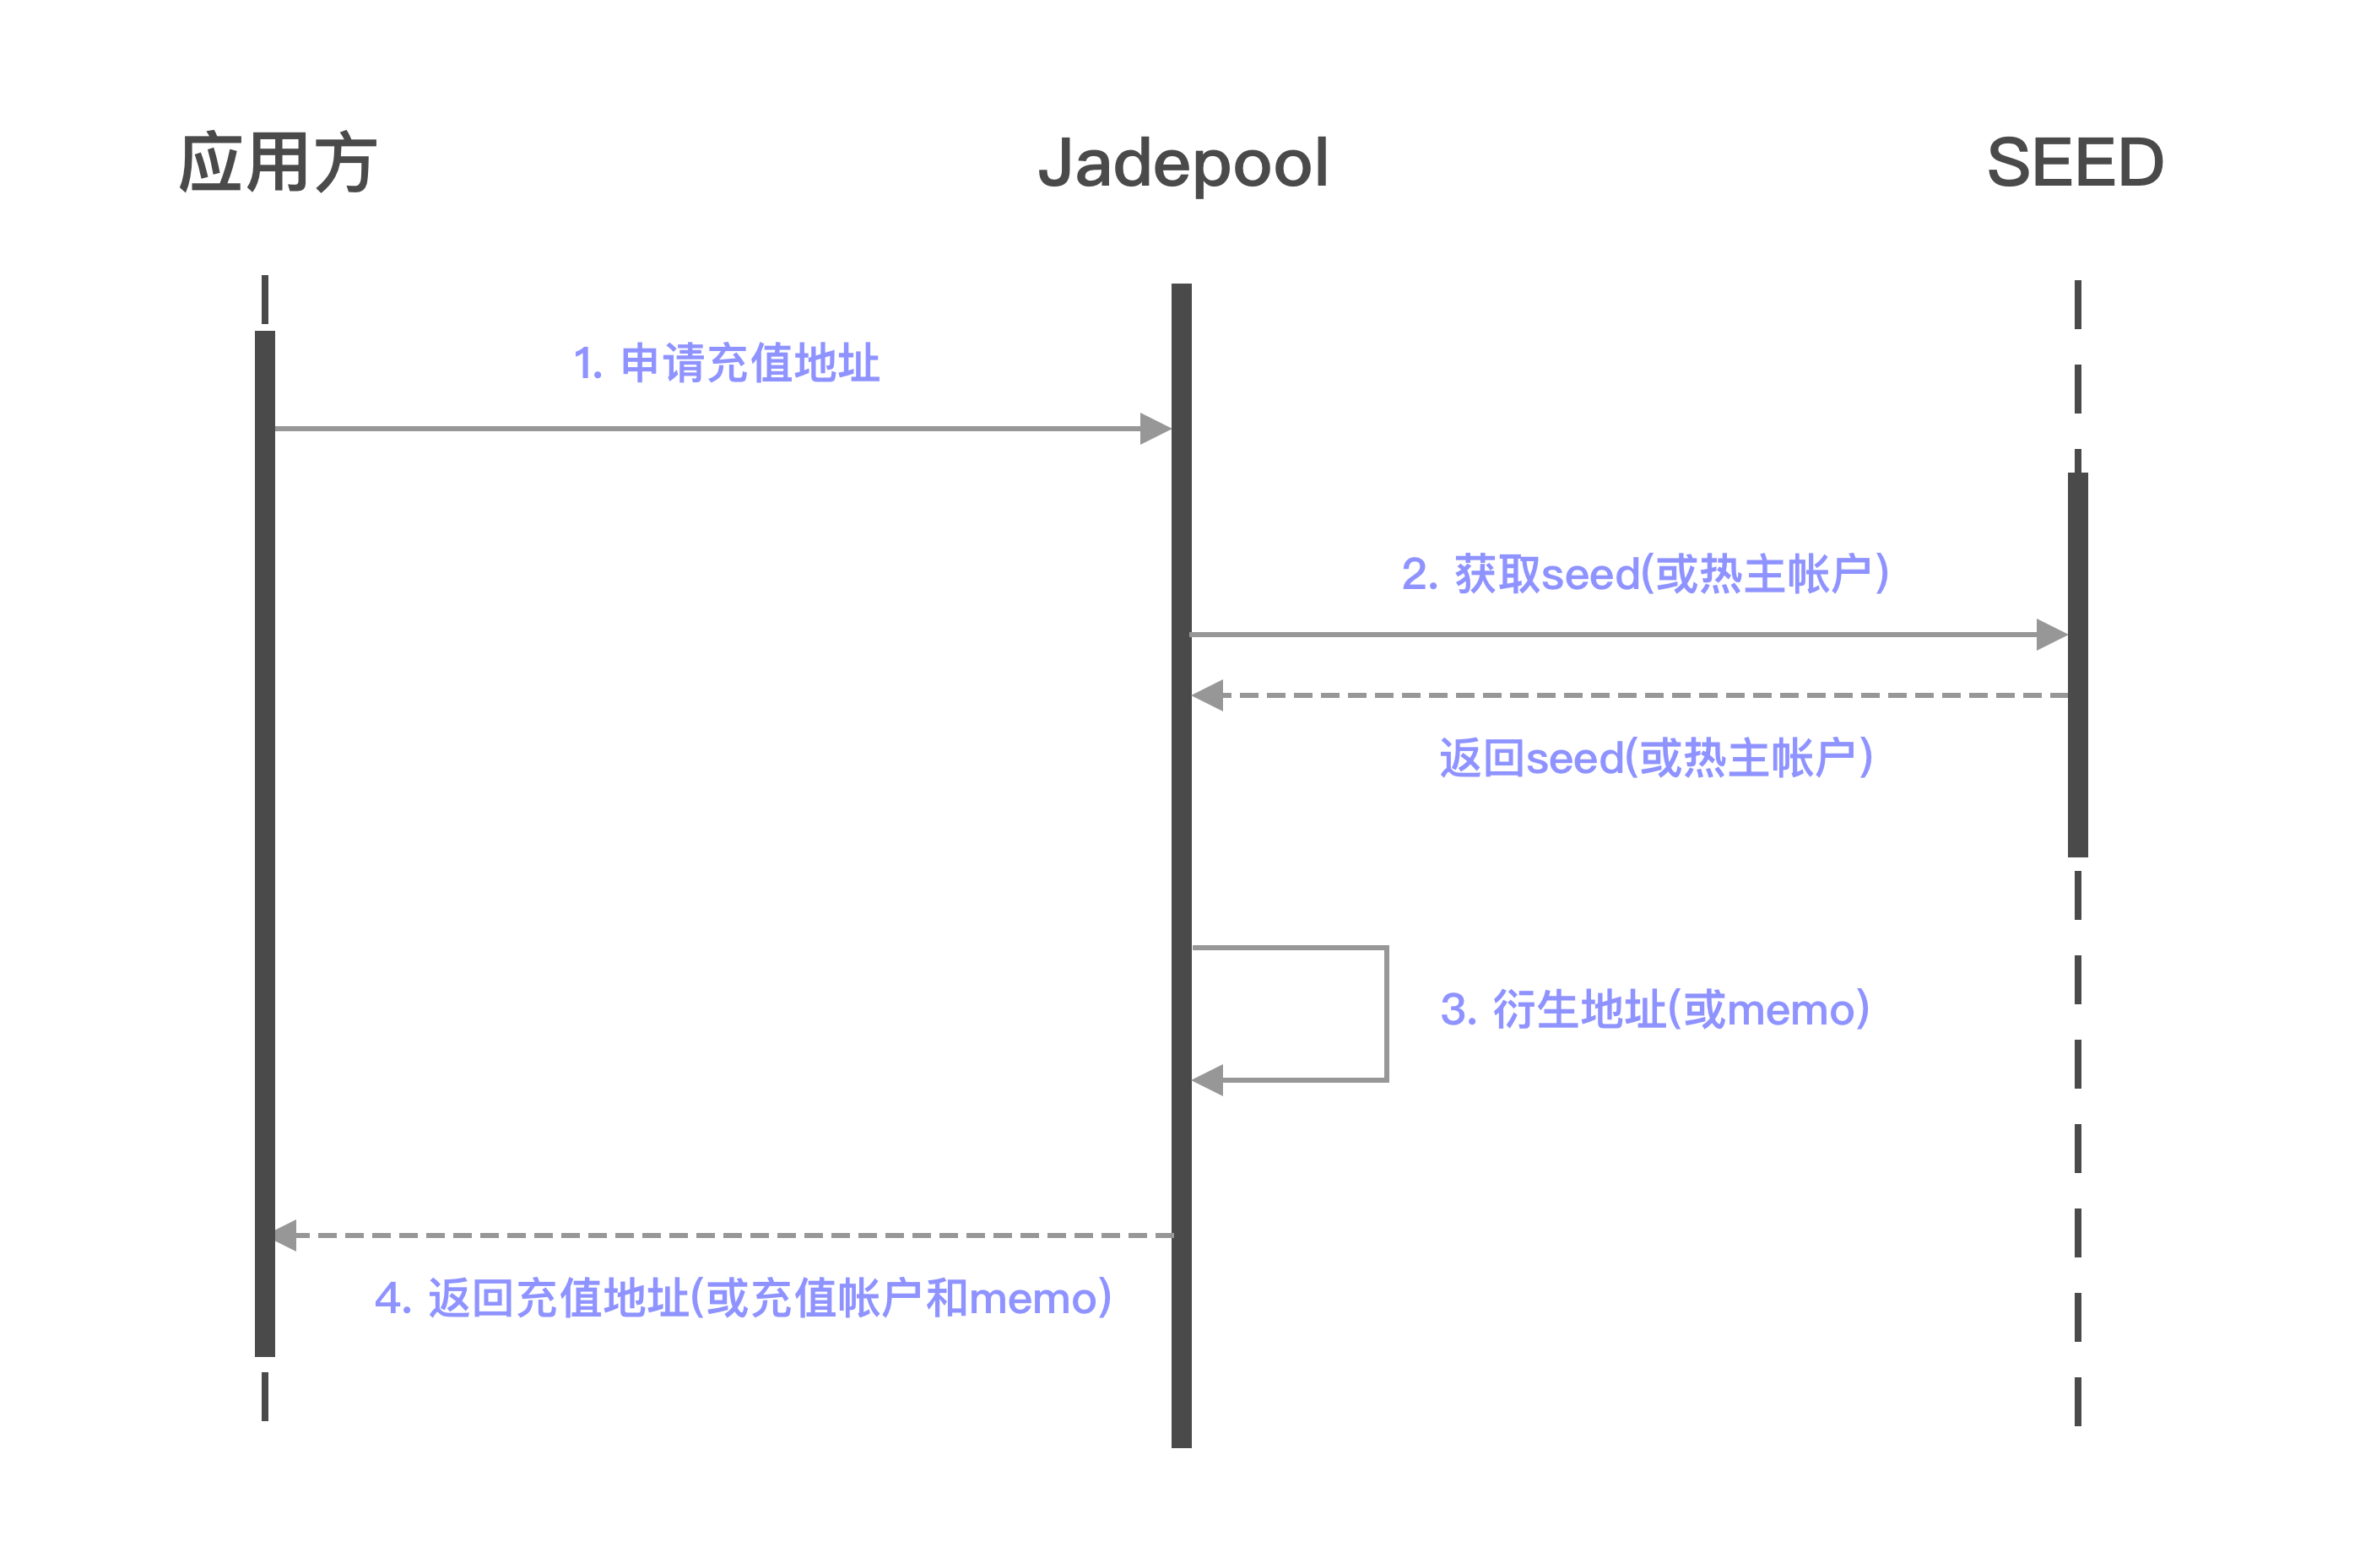 应用方
Jadepool
SEED
1. 申请充值地址
2. 获取seed(或热主帐户)
返回seed(或热主帐户)
3. 衍生地址(或memo)
4. 返回充值地址(或充值帐户和memo)